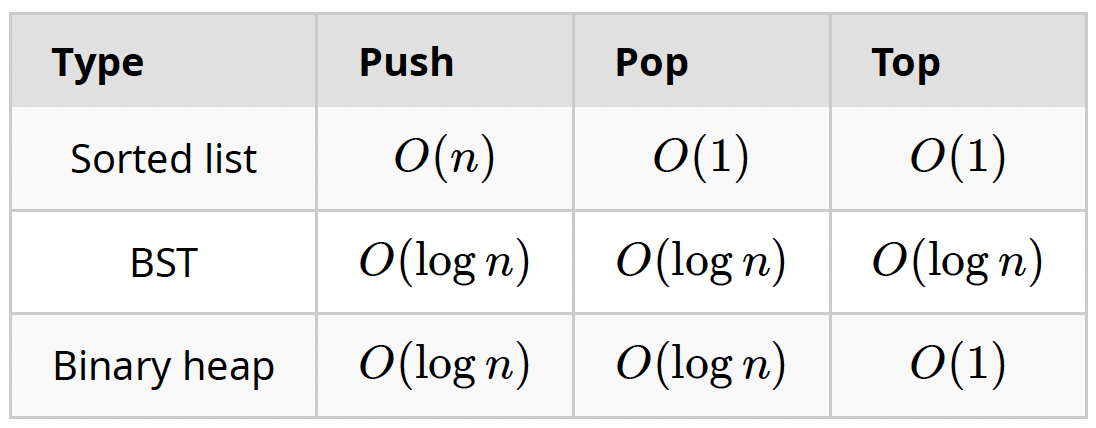 Type Push Pop Top
Sorted list O(n) O(1) O(1)
BST O(log n) O(log n) O(log n)
Binary heap O(log n) O(log n) O(1)